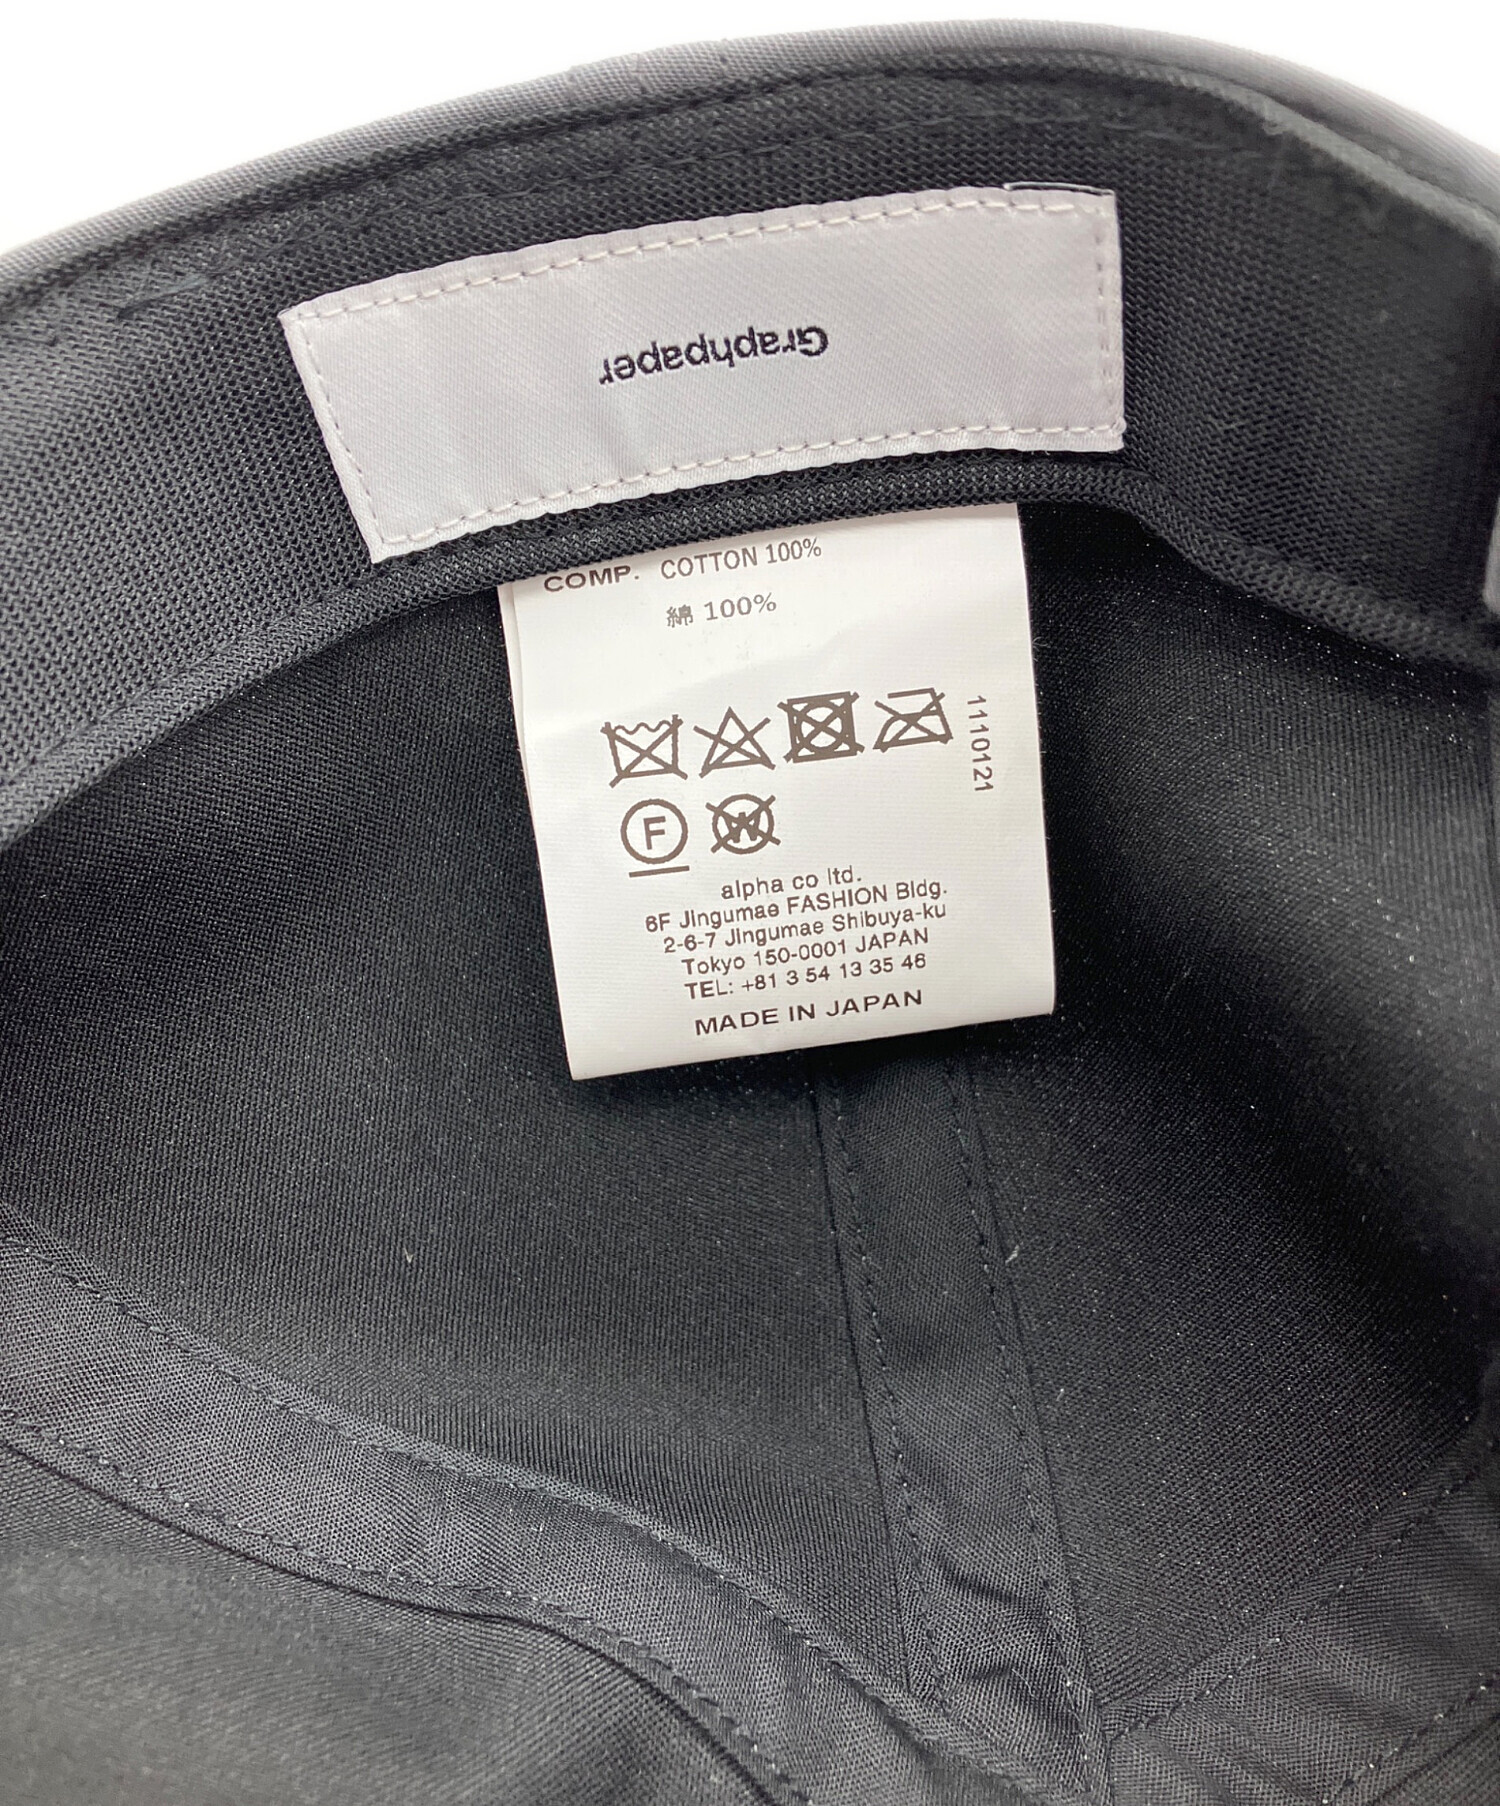 Graphpaper
COMP. COTTON 100%
綿 100%
1110121
F
W
alpha co ltd.
6F Jingumae FASHION Bldg.
2-6-7 Jingumae Shibuya-ku
Tokyo 150-0001 JAPAN
TEL: +81 3 54 13 35 46
MADE IN JAPAN